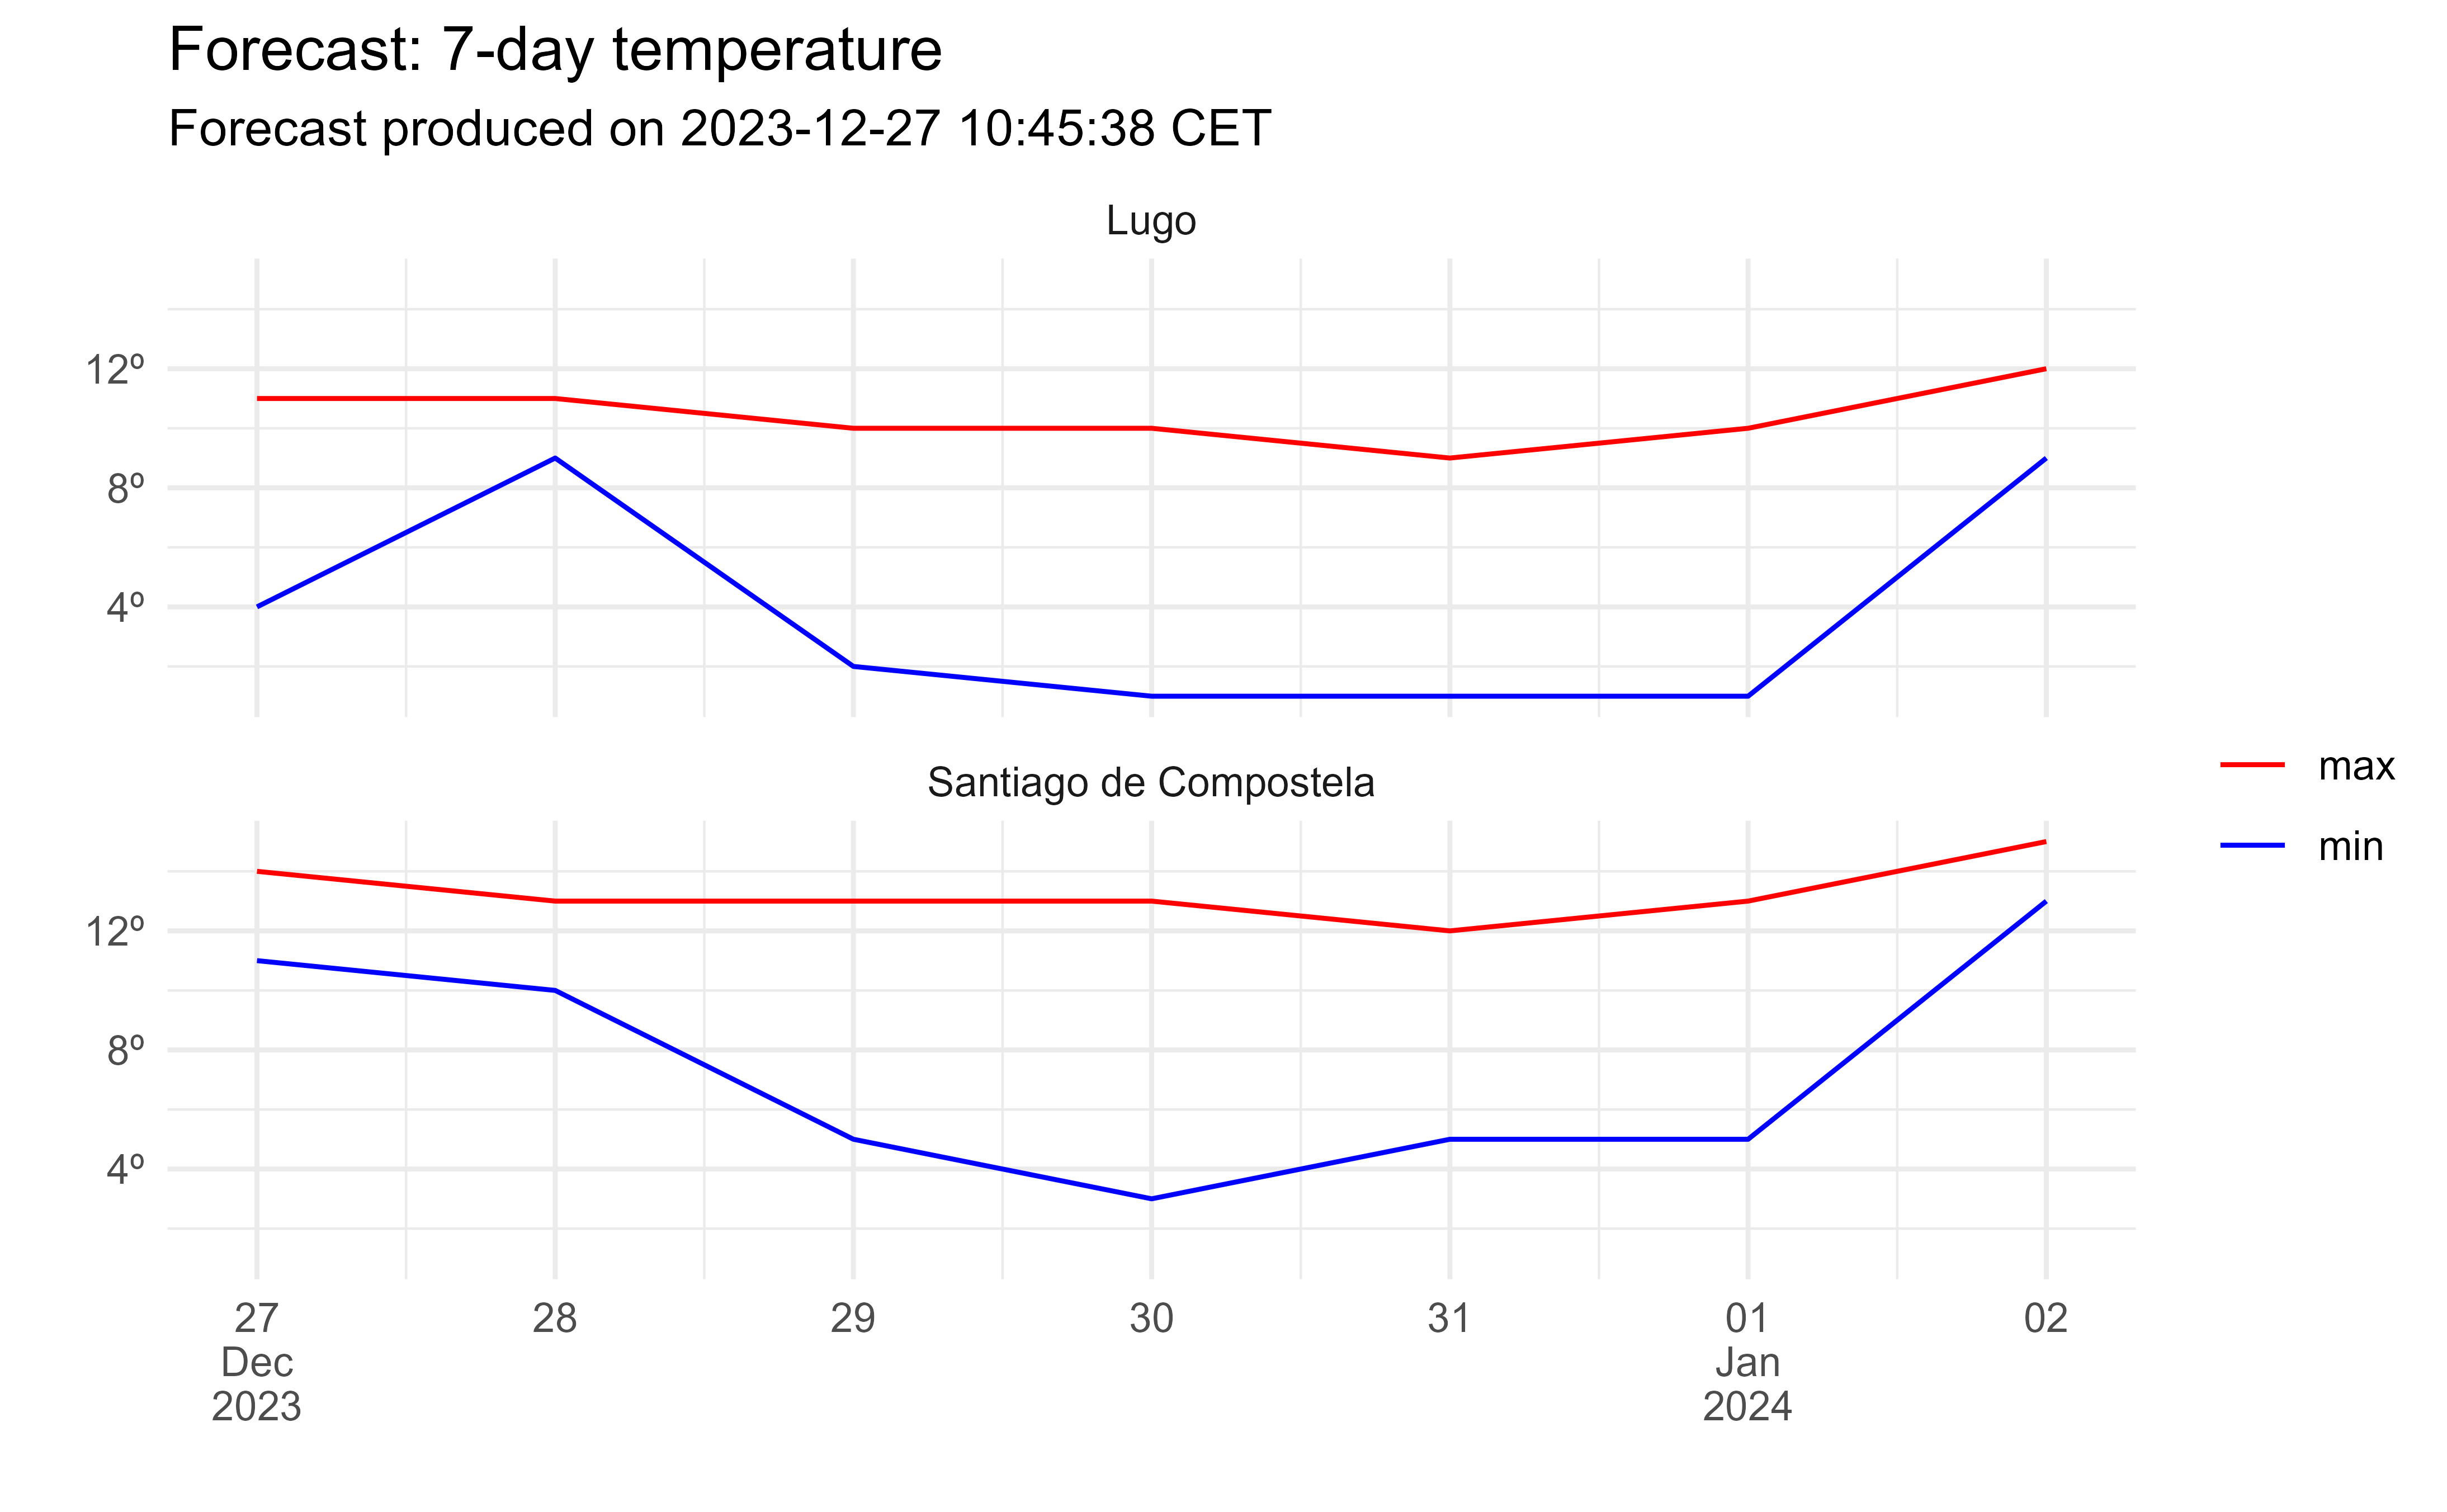 Forecast: 7-day temperature
Forecast produced on 2023-12-27 10:45:38 CET
Lugo
12º
8º
4º
Santiago de Compostela
12º
8º
4º
max
min
27 28 29 30 31 01 02
Dec Jan
2023 2024